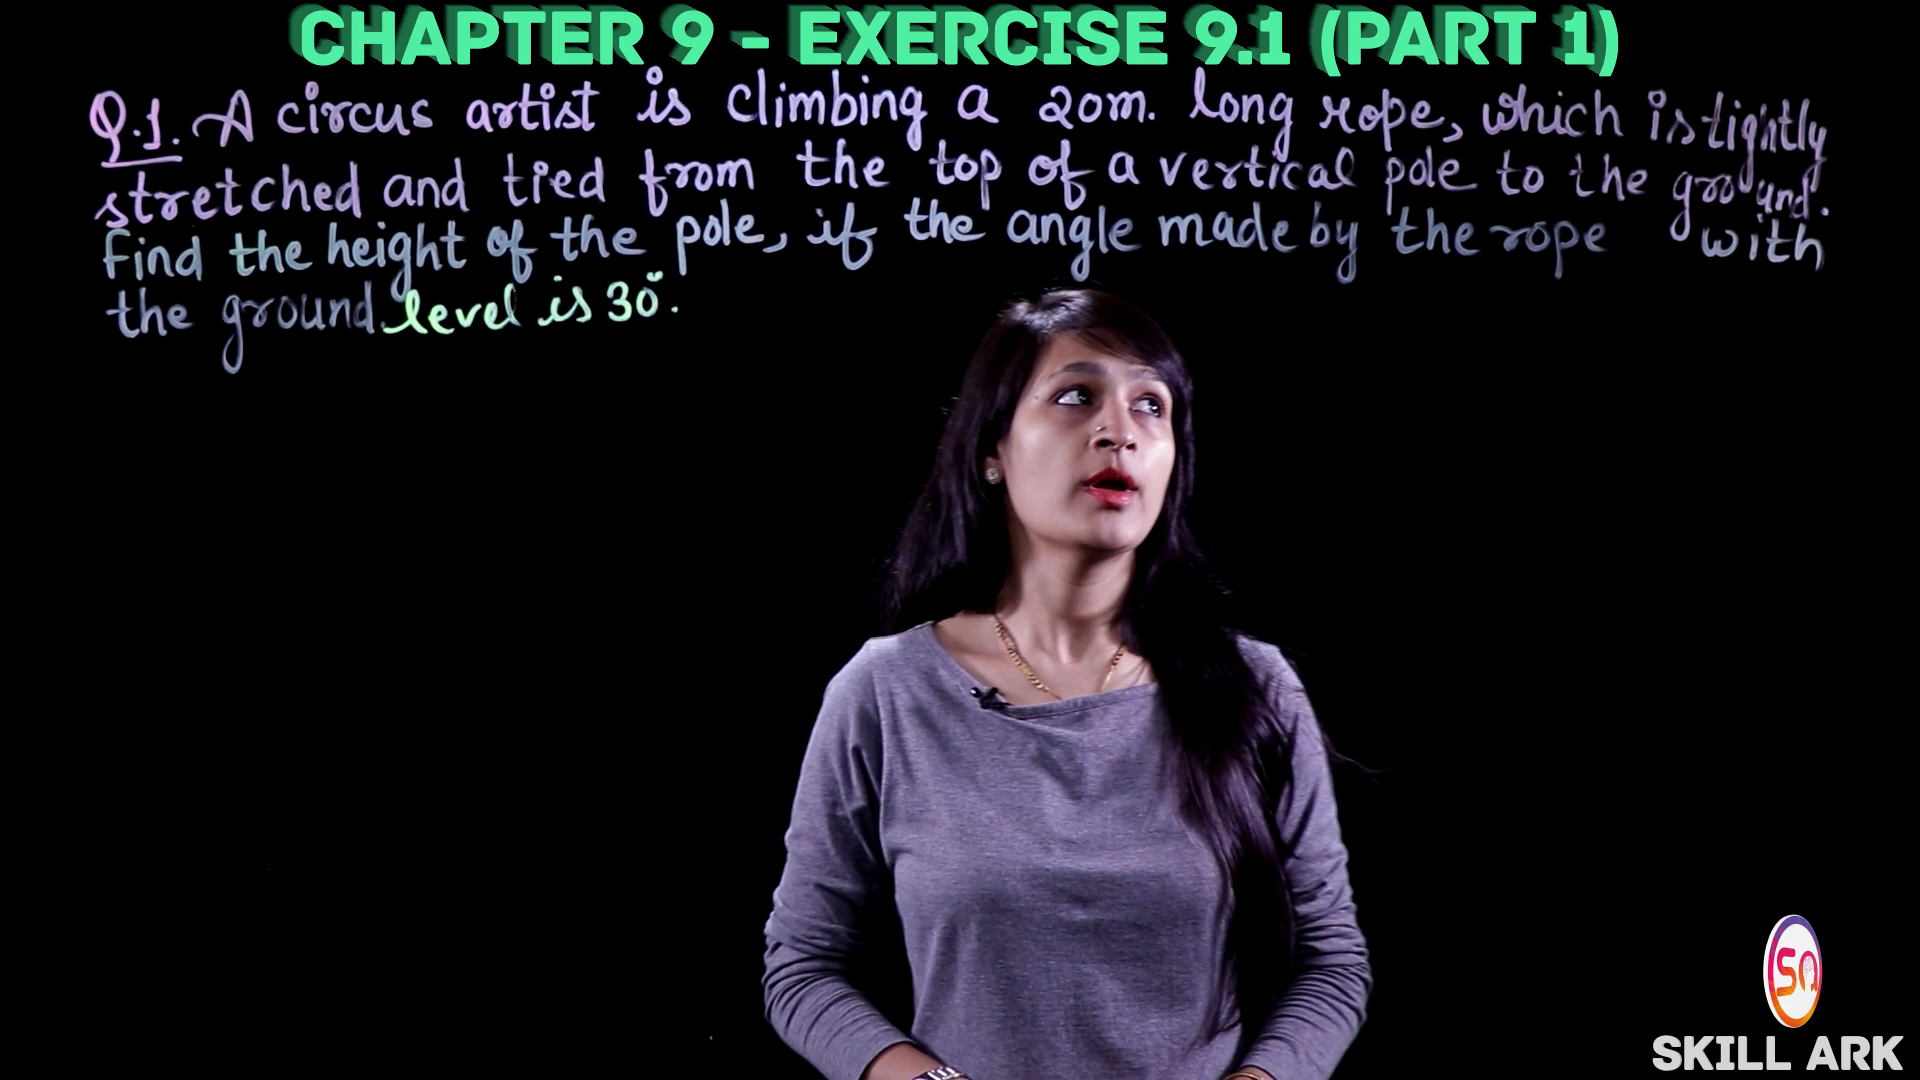 CHAPTER 9 - EXERCISE 9.1 (PART 1)
Q.1. A circus artist is climbing a 20m. long rope, which is tightly
stretched and tied from the top of a vertical pole to the ground.
Find the height of the pole, if the angle made by the rope with
the ground level is 30°.
SA
SKILL ARK